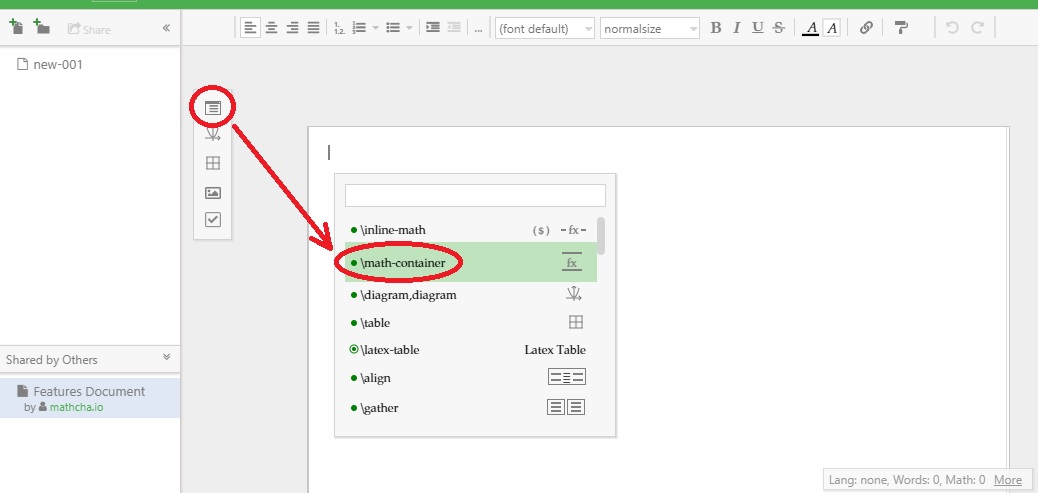 Share
(font default)
normalsize
B I U S A A
new-001
\inline-math ($) -fx-
\math-container fx
\diagram,diagram
\table
\latex-table Latex Table
\align
\gather
Shared by Others
Features Document
by mathcha.io
Lang: none, Words: 0, Math: 0 More